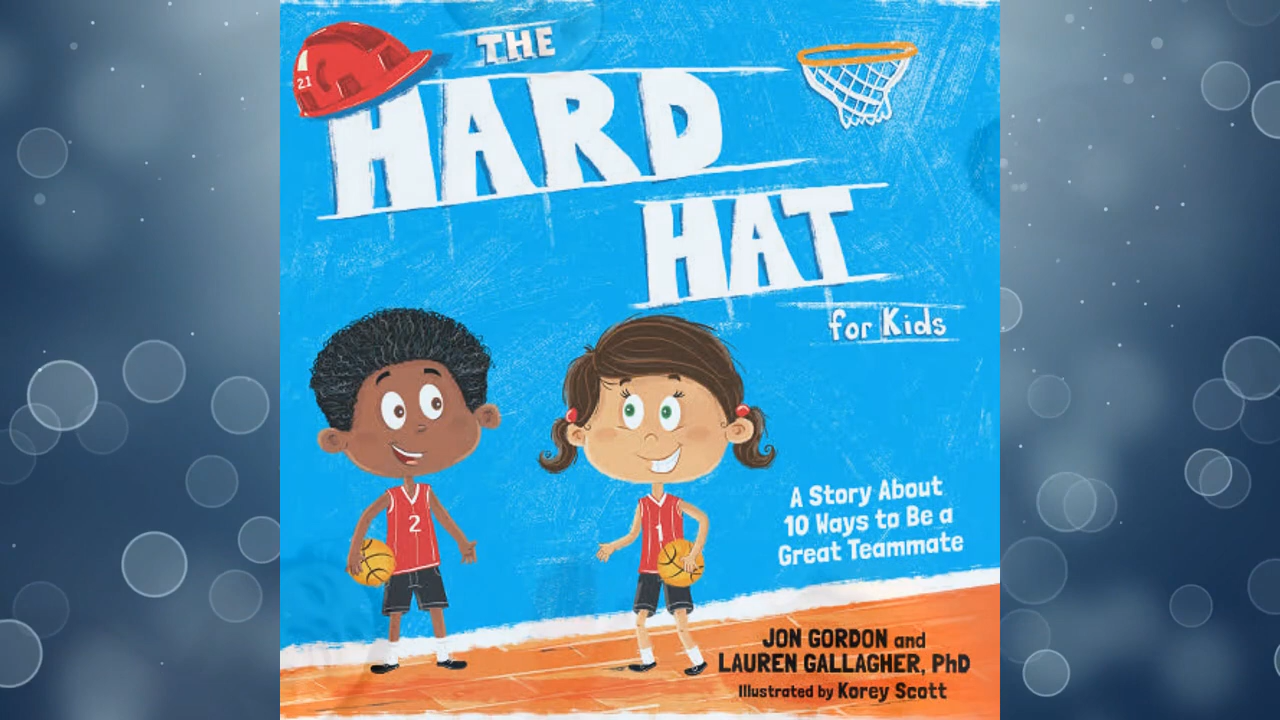 THE
HARD
HAT
for Kids
21
2
1
A Story About
10 Ways to Be a
Great Teammate
JON GORDON and
LAUREN GALLAGHER, PhD
Illustrated by Korey Scott